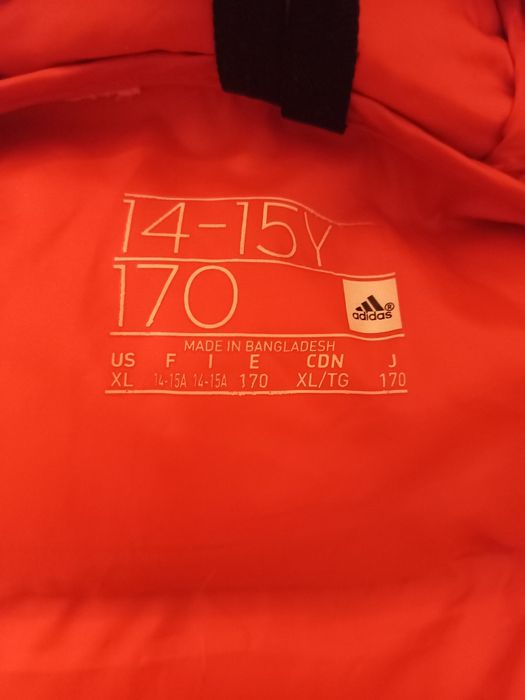 14-15Y
170
adidas®
MADE IN BANGLADESH
US F I E CDN J
XL 14-15A 14-15A 170 XL/TG 170